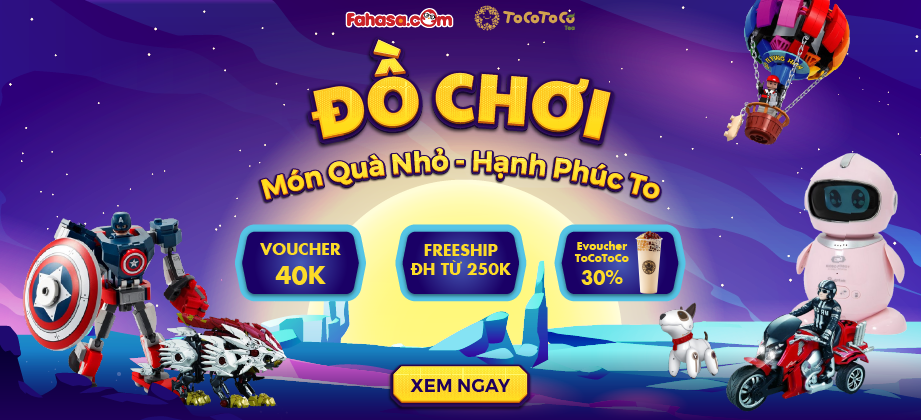 Fahasa.com
ToCoToCo
Tea
ĐỒ CHƠI
Món Quà Nhỏ - Hạnh Phúc To
VOUCHER
40K
FREESHIP
ĐH TỪ 250K
Evoucher
ToCoToCo
30%
XEM NGAY